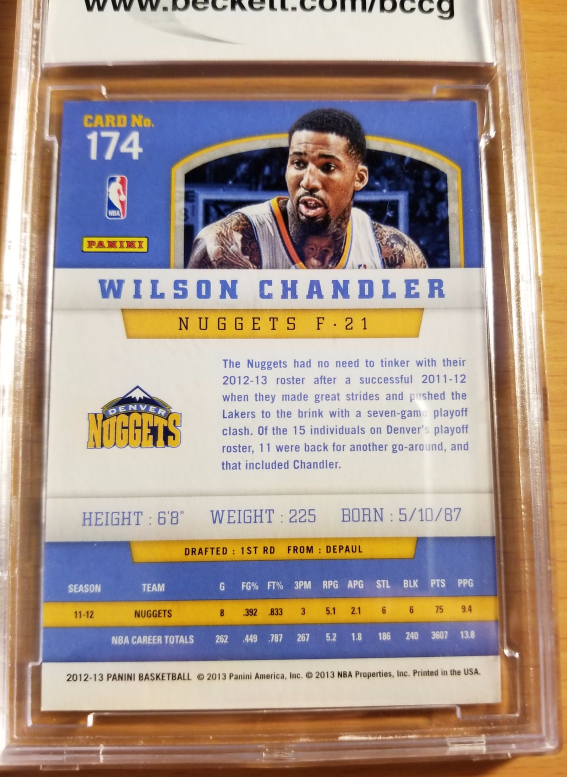 www.beckett.com/bccg
CARD No.
174
NBA
PANINI
WILSON CHANDLER
NUGGETS F · 21
The Nuggets had no need to tinker with their
2012-13 roster after a successful 2011-12
when they made great strides and pushed the
Lakers to the brink with a seven-game playoff
clash. Of the 15 individuals on Denver's playoff
roster, 11 were back for another go-around, and
that included Chandler.
DENVER
NUGGETS
HEIGHT : 6'8" WEIGHT : 225 BORN : 5/10/87
DRAFTED : 1ST RD FROM : DEPAUL
SEASON TEAM G FG% FT% 3PM RPG APG STL BLK PTS PPG
11-12 NUGGETS 8 .392 .833 3 5.1 2.1 6 6 75 9.4
NBA CAREER TOTALS 262 .449 .787 267 5.2 1.8 186 240 3607 13.8
2012-13 PANINI BASKETBALL © 2013 Panini America, Inc. © 2013 NBA Properties, Inc. Printed in the USA.